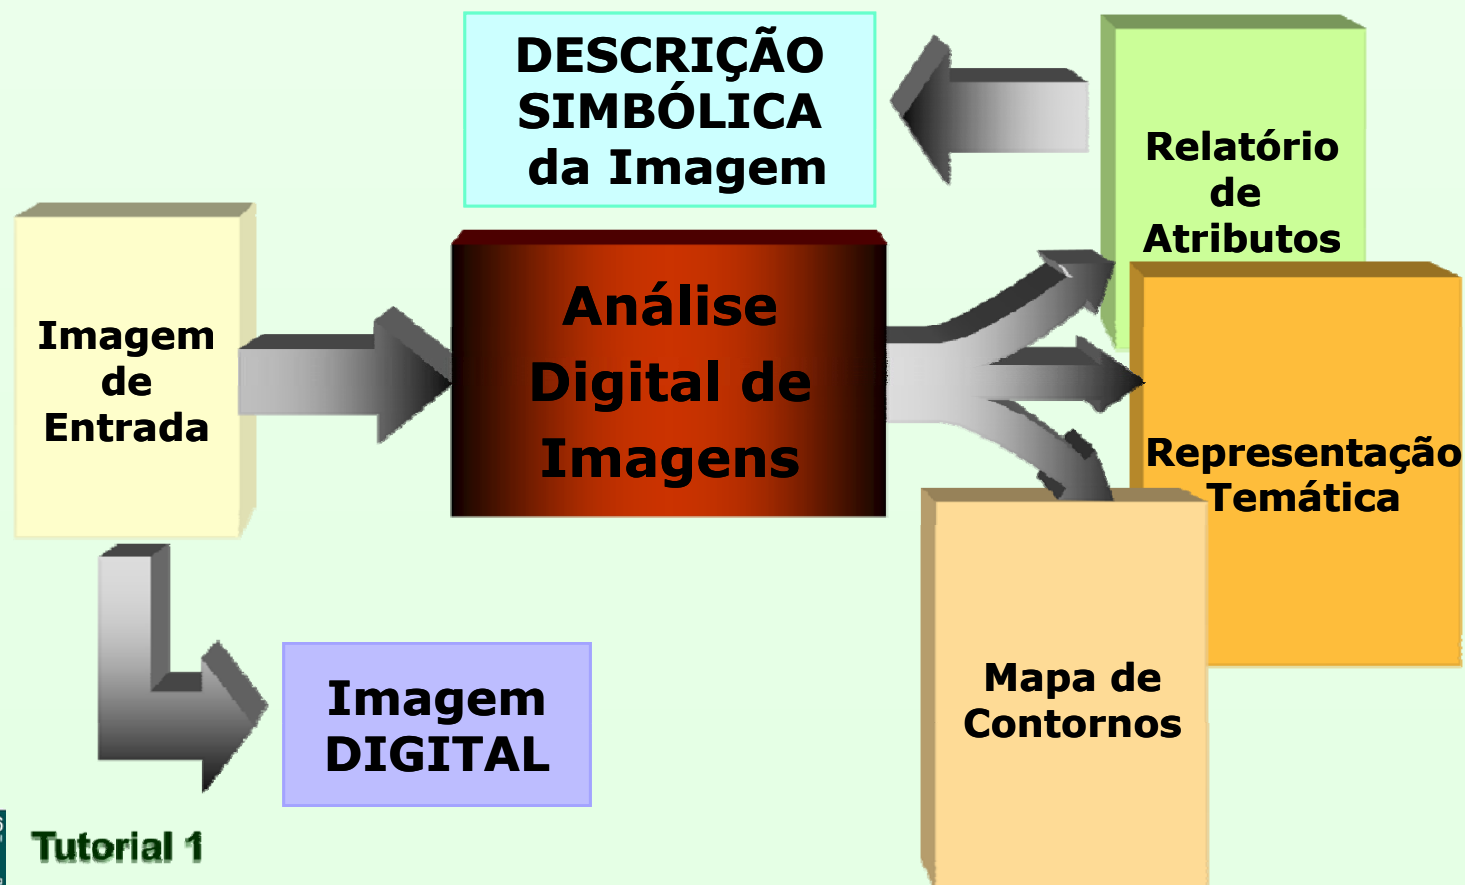 DESCRIÇÃO
SIMBÓLICA
da Imagem
Relatório
de
Atributos
Imagem
de
Entrada
Análise
Digital de
Imagens
Representação
Temática
Mapa de
Contornos
Imagem
DIGITAL
Tutorial 1